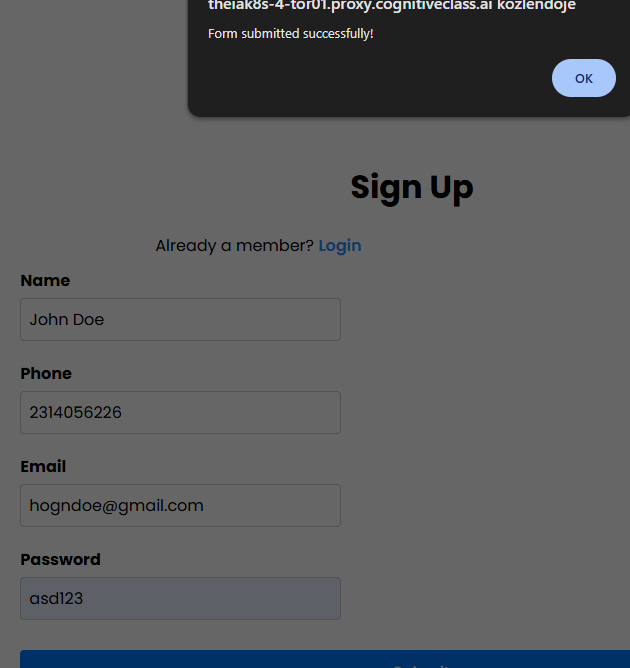 theiak8s-4-tor01.proxy.cognitiveclass.ai közlendője
Form submitted successfully!
OK
Sign Up
Already a member? Login
Name
John Doe
Phone
2314056226
Email
hogndoe@gmail.com
Password
asd123